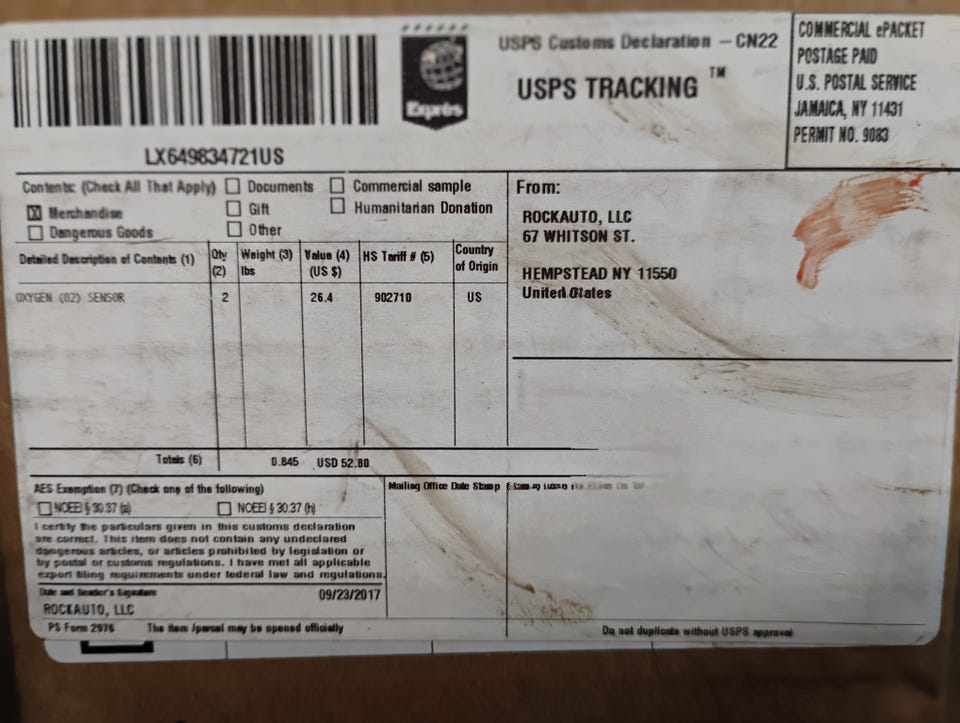 Exprés
USPS Customs Declaration – CN22
USPS TRACKING ™
COMMERCIAL ePACKET
POSTAGE PAID
U.S. POSTAL SERVICE
JAMAICA, NY 11431
PERMIT NO. 9083
LX649834721US
Contents: (Check All That Apply)
Documents
Commercial sample
Merchandise
Gift
Humanitarian Donation
Dangerous Goods
Other
From:
ROCKAUTO, LLC
67 WHITSON ST.
HEMPSTEAD NY 11550
United States
Detailed Description of Contents (1)
Qty (2)
Weight (3) lbs
Value (4) (US $)
HS Tariff # (5)
Country of Origin
OXYGEN (O2) SENSOR 2 26.4 902710 US
Totals (6) 0.845 USD 52.80
AES Exemption (7) (Check one of the following)
NOEEI § 30.37 (a) NOEEI § 30.37 (h)
Mailing Office Date Stamp
I certify the particulars given in this customs declaration
are correct. This item does not contain any undeclared
dangerous articles, or articles prohibited by legislation or
by postal or customs regulations. I have met all applicable
export filing requirements under federal law and regulations.
Date and Sender's Signature 09/23/2017
ROCKAUTO, LLC
PS Form 2976 The item /parcel may be opened officially
Do not duplicate without USPS approval